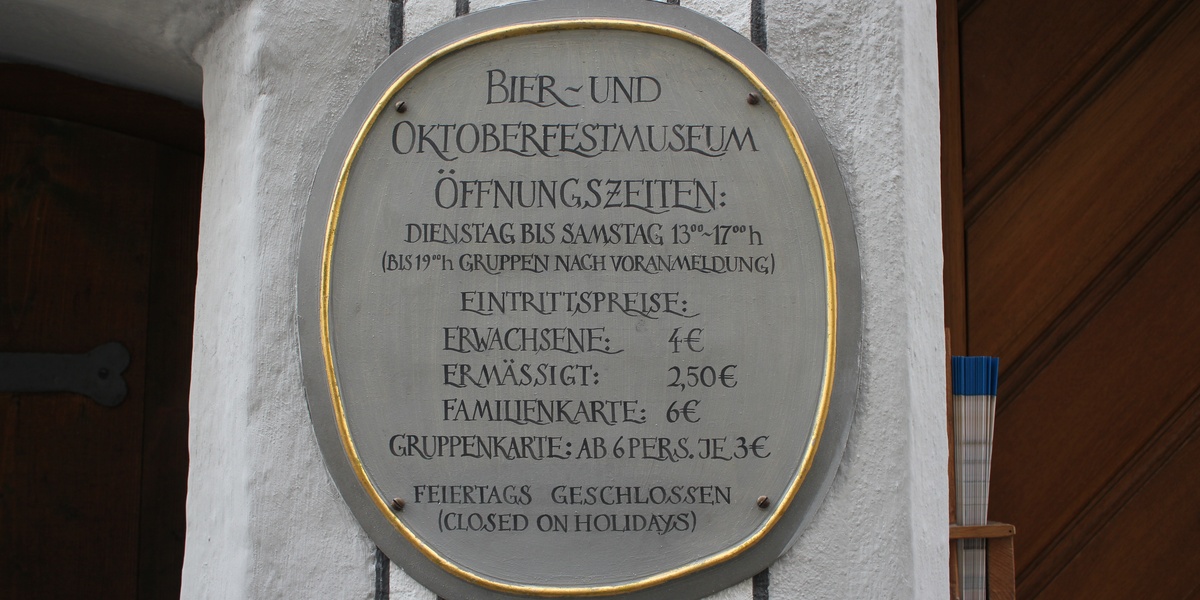 BIER- UND
OKTOBERFESTMUSEUM
ÖFFNUNGSZEITEN:
DIENSTAG BIS SAMSTAG 13⁰⁰~17⁰⁰h
(BIS 19⁰⁰h GRUPPEN NACH VORANMELDUNG)
EINTRITTSPREISE:
ERWACHSENE: 4€
ERMÄSSIGT: 2,50€
FAMILIENKARTE: 6€
GRUPPENKARTE: AB 6 PERS. JE 3€
FEIERTAGS GESCHLOSSEN
(CLOSED ON HOLIDAYS)